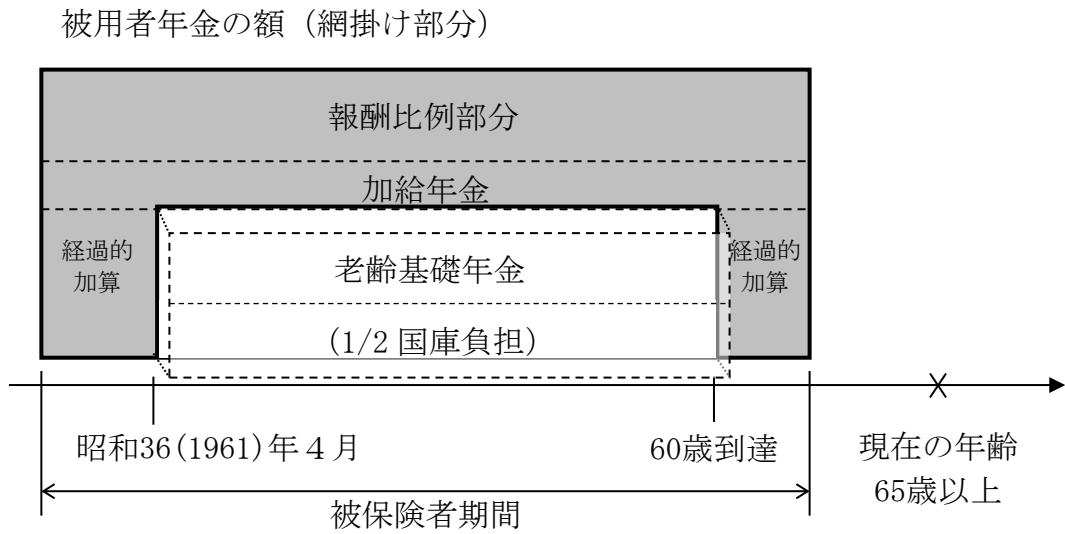 被用者年金の額（網掛け部分）
報酬比例部分
加給年金
経過的
加算
老齢基礎年金
(1/2 国庫負担)
経過的
加算
昭和36(1961)年４月
60歳到達
現在の年齢
65歳以上
被保険者期間